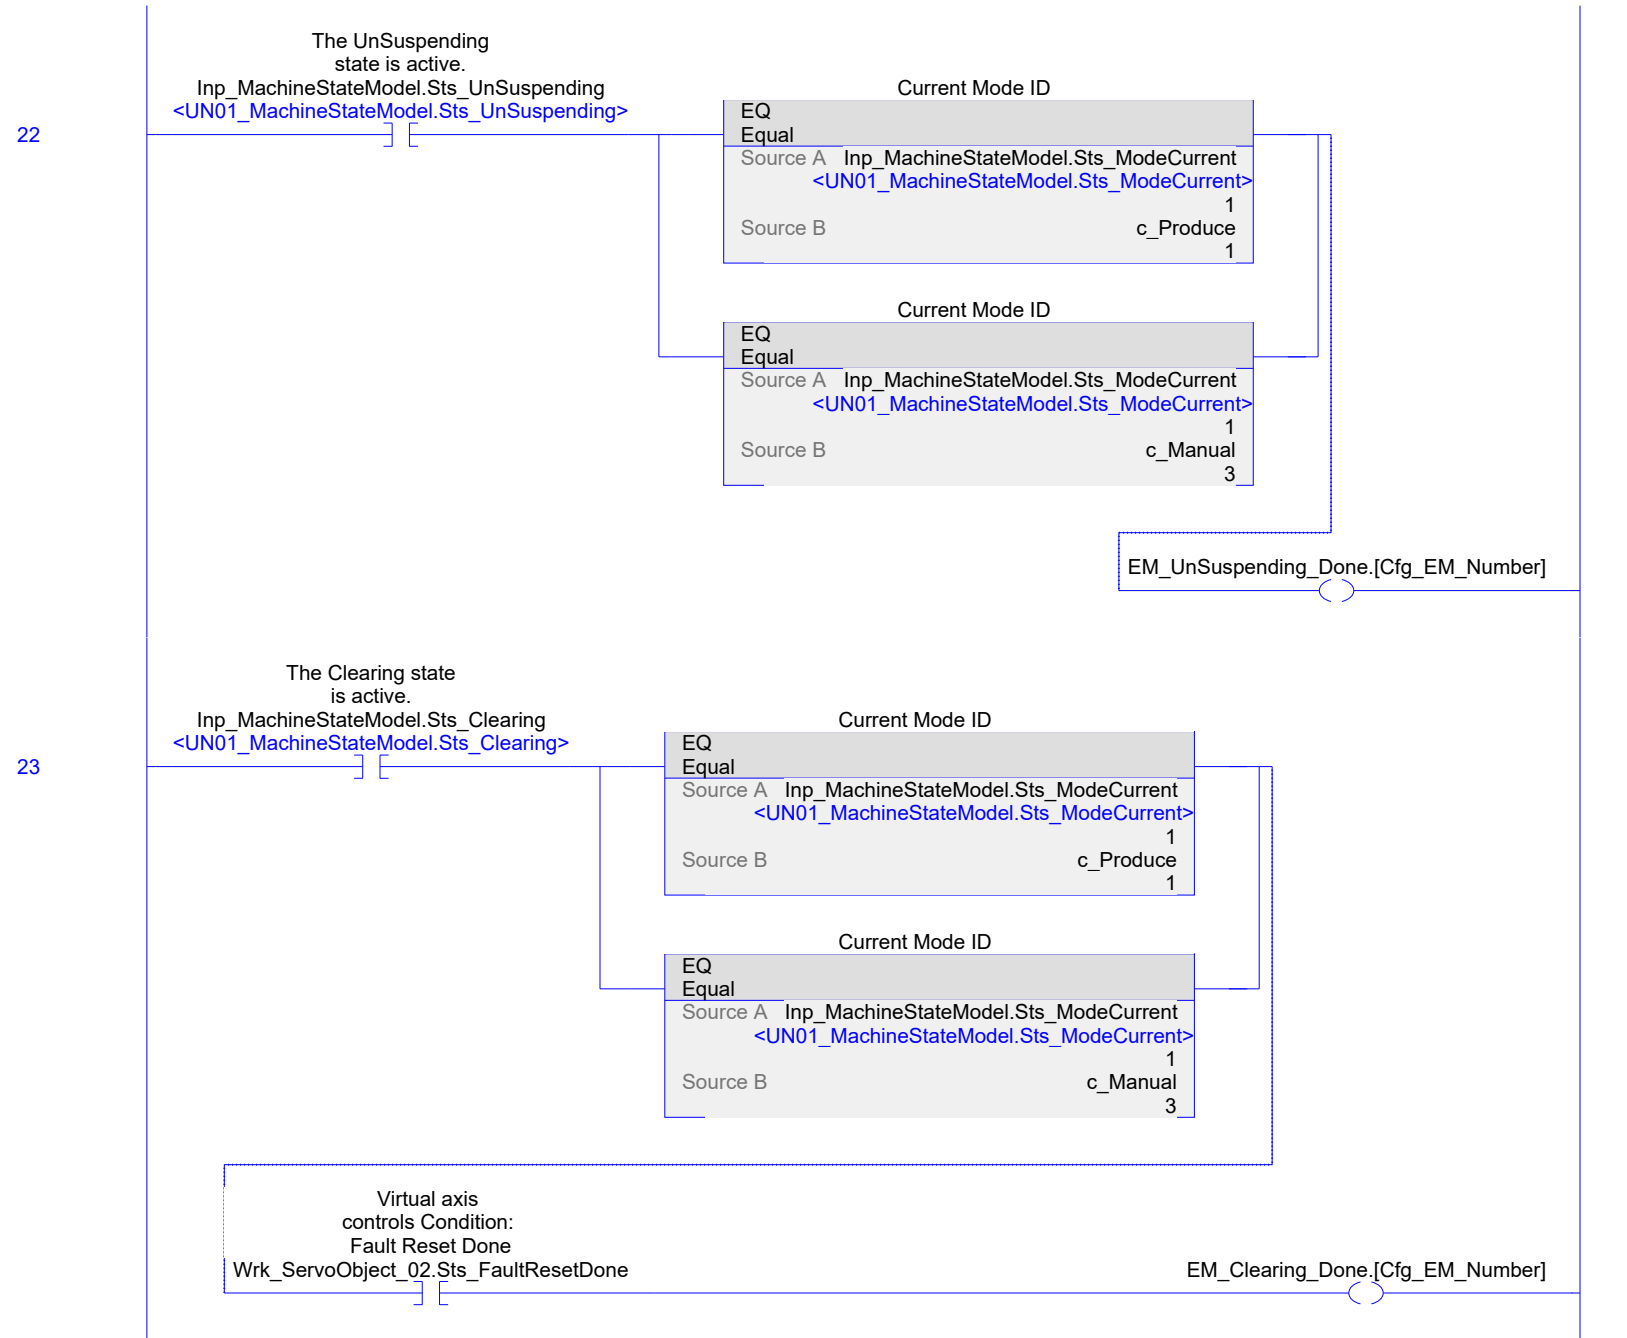 The UnSuspending
state is active.
Inp_MachineStateModel.Sts_UnSuspending
<UN01_MachineStateModel.Sts_UnSuspending>
22
Current Mode ID
EQ
Equal
Source A Inp_MachineStateModel.Sts_ModeCurrent
<UN01_MachineStateModel.Sts_ModeCurrent>
1
Source B c_Produce
1
Current Mode ID
EQ
Equal
Source A Inp_MachineStateModel.Sts_ModeCurrent
<UN01_MachineStateModel.Sts_ModeCurrent>
1
Source B c_Manual
3
EM_UnSuspending_Done.[Cfg_EM_Number]
The Clearing state
is active.
Inp_MachineStateModel.Sts_Clearing
<UN01_MachineStateModel.Sts_Clearing>
23
Current Mode ID
EQ
Equal
Source A Inp_MachineStateModel.Sts_ModeCurrent
<UN01_MachineStateModel.Sts_ModeCurrent>
1
Source B c_Produce
1
Current Mode ID
EQ
Equal
Source A Inp_MachineStateModel.Sts_ModeCurrent
<UN01_MachineStateModel.Sts_ModeCurrent>
1
Source B c_Manual
3
Virtual axis
controls Condition:
Fault Reset Done
Wrk_ServoObject_02.Sts_FaultResetDone
EM_Clearing_Done.[Cfg_EM_Number]